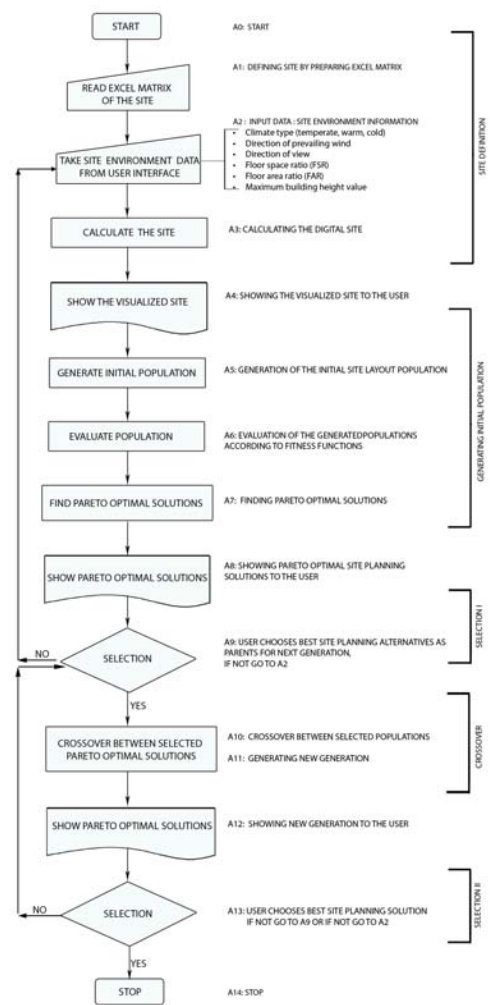 START
A0: START
A1: DEFINING SITE BY PREPARING EXCEL MATRIX
READ EXCEL MATRIX
OF THE SITE
A2 : INPUT DATA : SITE ENVIRONMENT INFORMATION
• Climate type (temperate, warm, cold)
• Direction of prevailing wind
• Direction of view
• Floor space ratio (FSR)
• Floor area ratio (FAR)
• Maximum building height value
TAKE SITE ENVIRONMENT DATA
FROM USER INTERFACE
SITE DEFINITION
CALCULATE THE SITE
A3: CALCULATING THE DIGITAL SITE
SHOW THE VISUALIZED SITE
A4: SHOWING THE VISUALIZED SITE TO THE USER
GENERATE INITIAL POPULATION
A5: GENERATION OF THE INITIAL SITE LAYOUT POPULATION
GENERATING INITIAL POPULATION
EVALUATE POPULATION
A6: EVALUATION OF THE GENERATEDPOPULATIONS
ACCORDING TO FITNESS FUNCTIONS
FIND PARETO OPTIMAL SOLUTIONS
A7: FINDING PARETO OPTIMAL SOLUTIONS
SHOW PARETO OPTIMAL SOLUTIONS
A8: SHOWING PARETO OPTIMAL SITE PLANNING
SOLUTIONS TO THE USER
SELECTION I
NO
SELECTION
A9: USER CHOOSES BEST SITE PLANNING ALTERNATIVES AS
PARENTS FOR NEXT GENERATION,
IF NOT GO TO A2
YES
CROSSOVER BETWEEN SELECTED
PARETO OPTIMAL SOLUTIONS
A10: CROSSOVER BETWEEN SELECTED POPULATIONS
A11: GENERATING NEW GENERATION
CROSSOVER
SHOW PARETO OPTIMAL SOLUTIONS
A12: SHOWING NEW GENERATION TO THE USER
NO
SELECTION
A13: USER CHOOSES BEST SITE PLANNING SOLUTION
IF NOT GO TO A9 OR IF NOT GO TO A2
SELECTION II
YES
STOP
A14: STOP